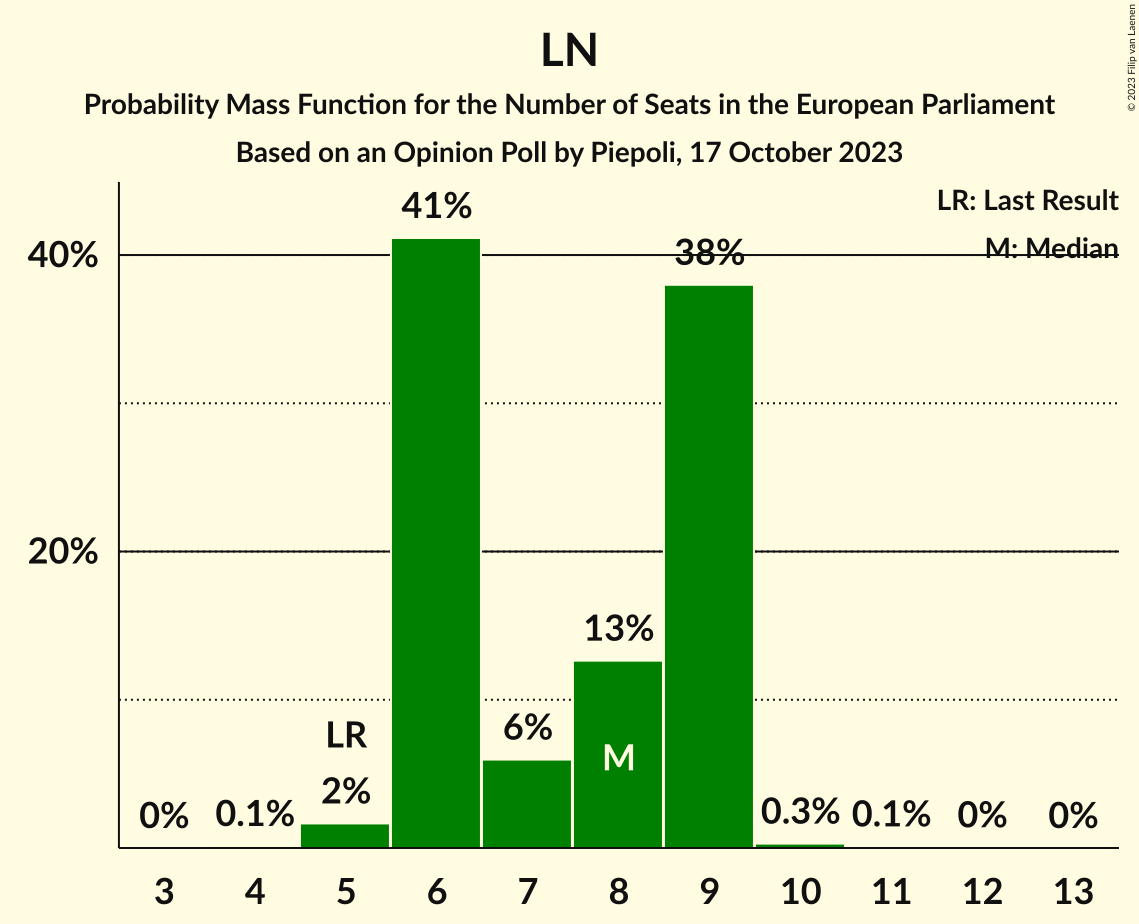 © 2023 Filip van Laenen
LN
Probability Mass Function for the Number of Seats in the European Parliament
Based on an Opinion Poll by Piepoli, 17 October 2023
LR: Last Result
M: Median
40%
20%
0%
0.1%
LR
2%
41%
6%
13%
M
38%
0.3%
0.1%
0%
0%
3 4 5 6 7 8 9 10 11 12 13